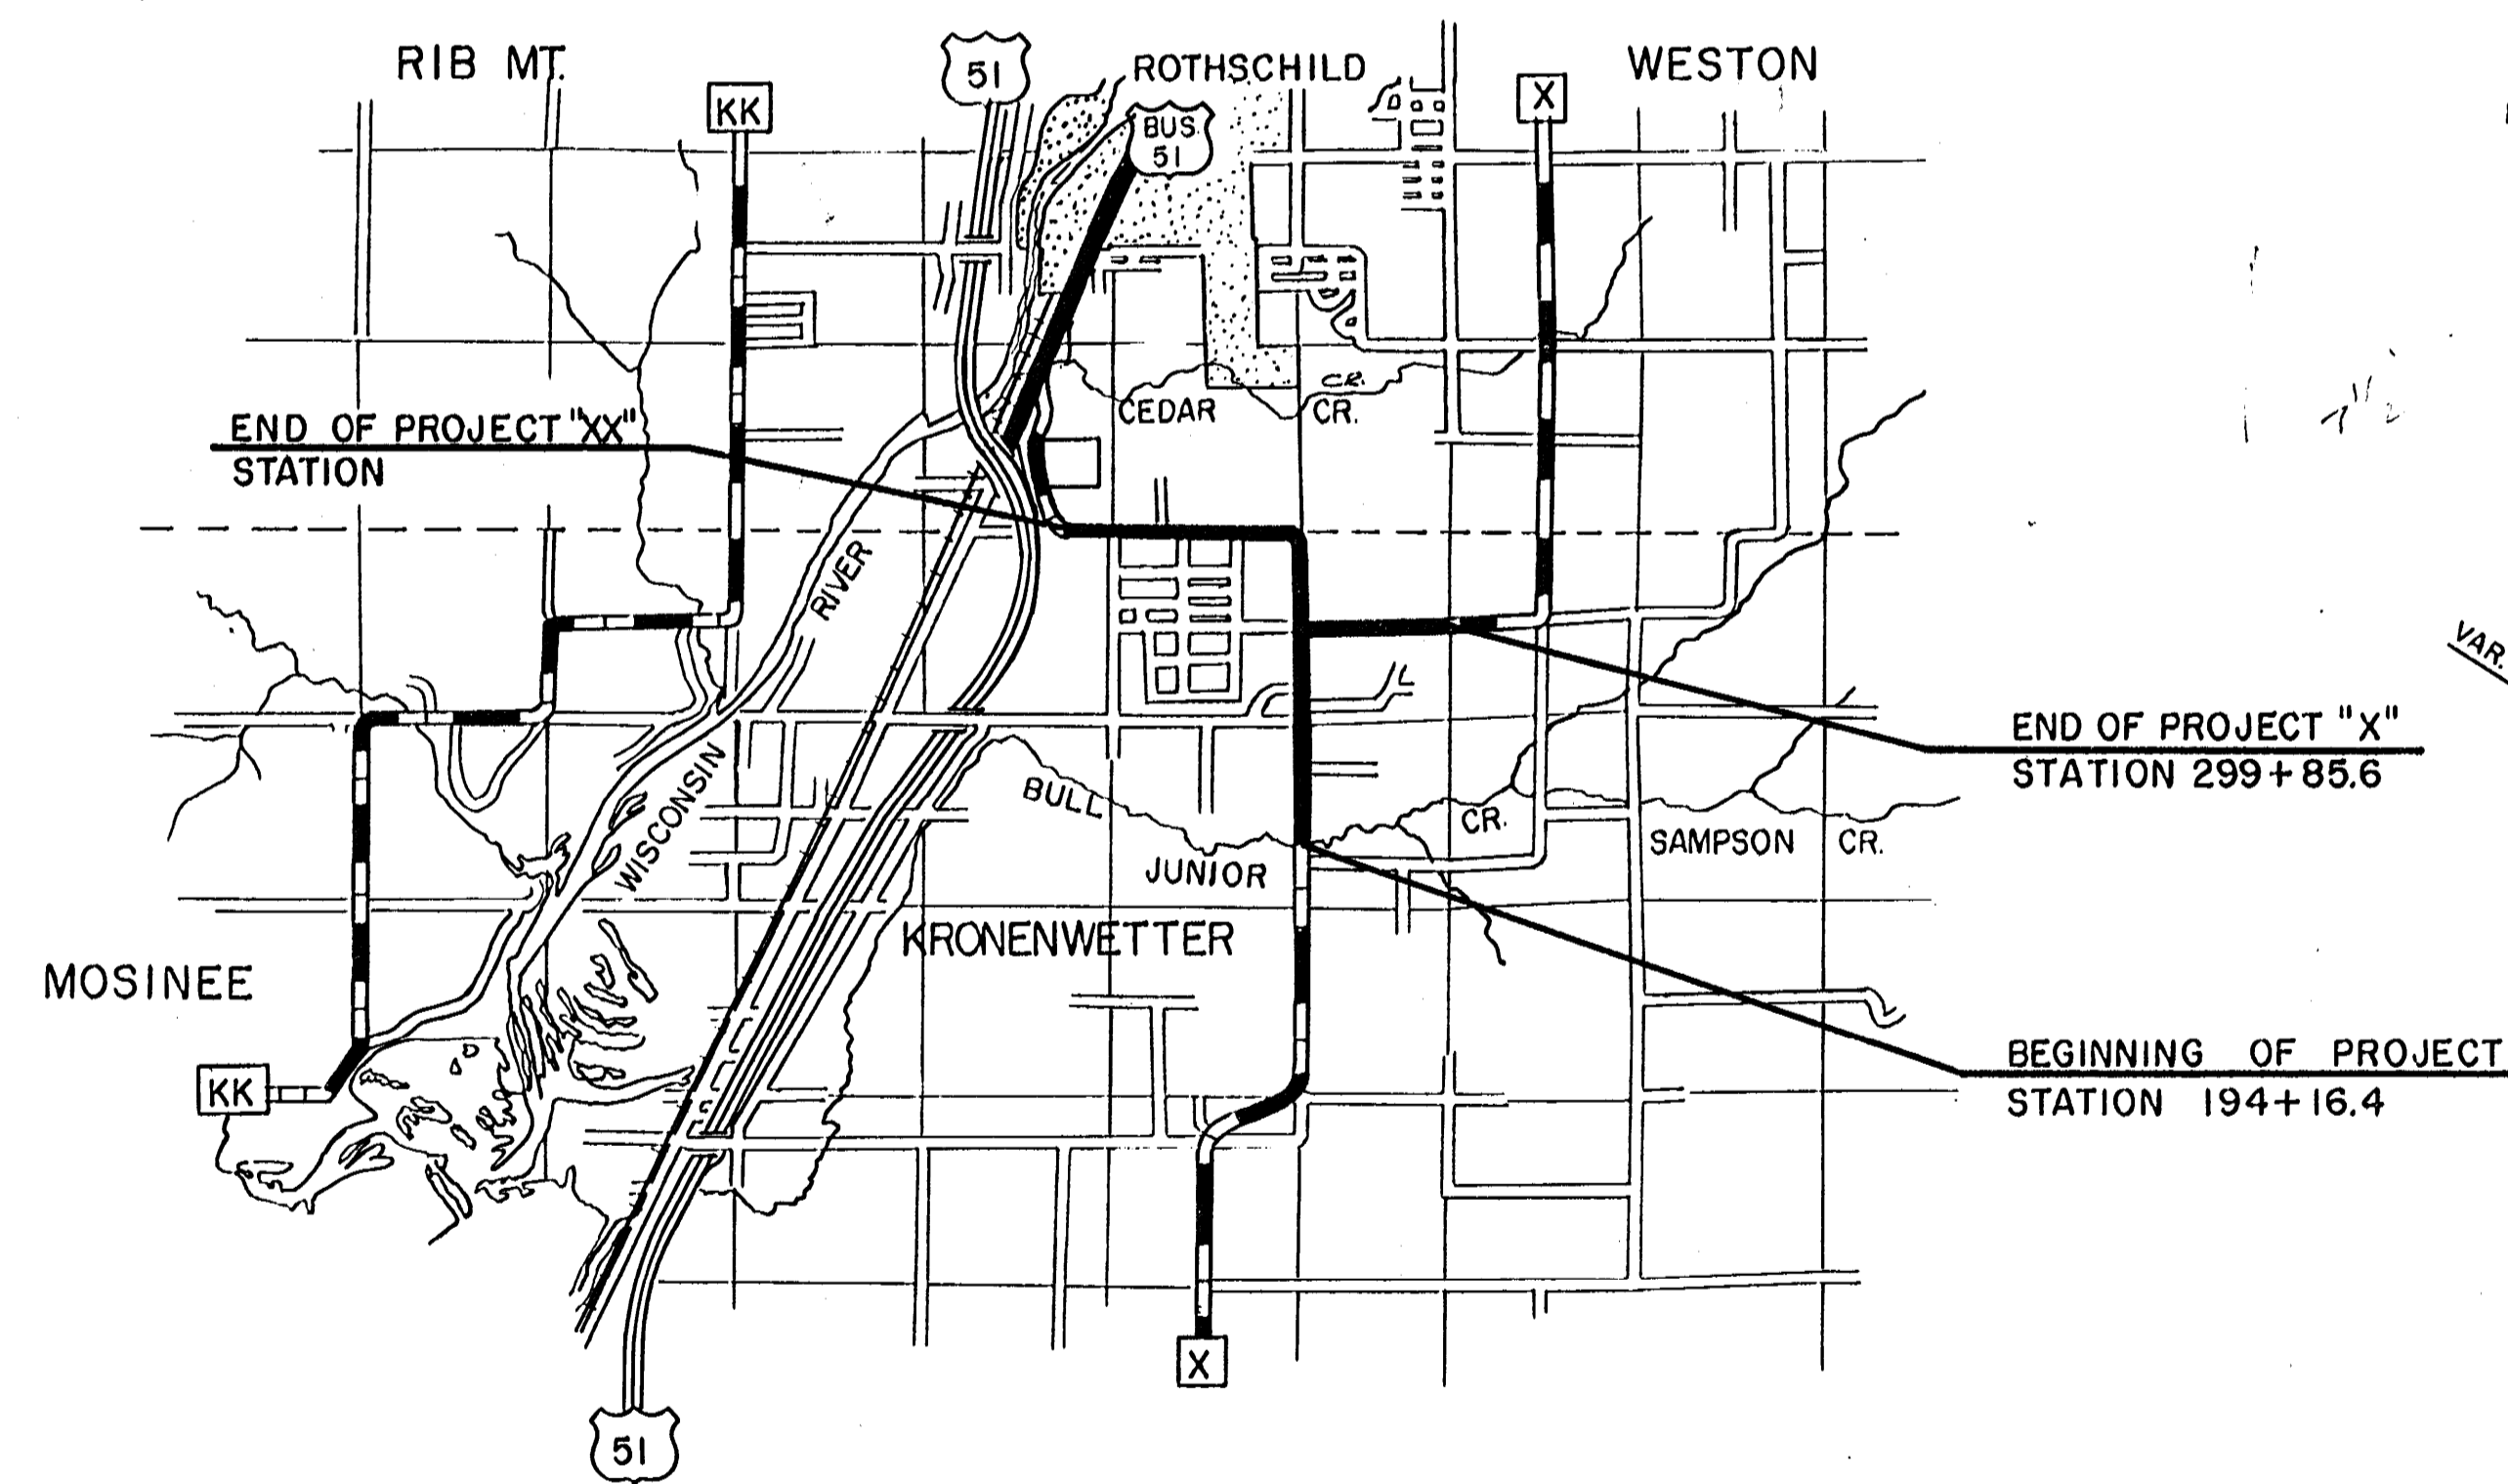 RIB MT.
51
ROTHSCHILD
WESTON
KK
BUS.
51
X
END OF PROJECT "XX"
STATION
CEDAR
CR.
CR.
RIVER
VAR.
END OF PROJECT "X"
STATION 299+85.6
WISCONSIN
BULL
CR.
JUNIOR
SAMPSON CR.
KRONENWETTER
MOSINEE
BEGINNING OF PROJECT
STATION 194+16.4
KK
X
51